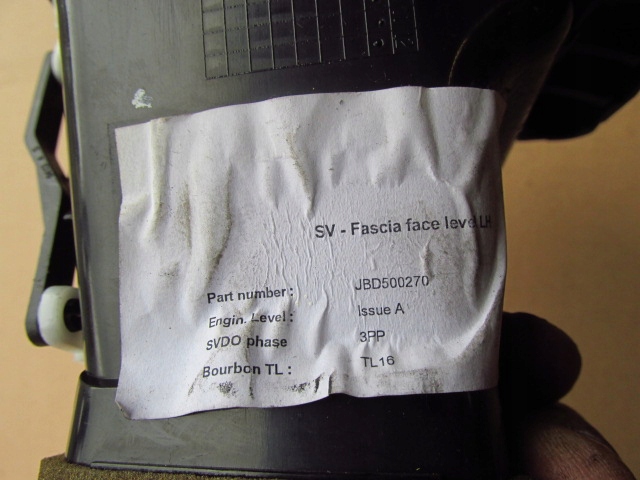 SV - Fascia face level LH
Part number : JBD500270
Engin. Level : Issue A
SVDO phase 3PP
Bourbon TL : TL16